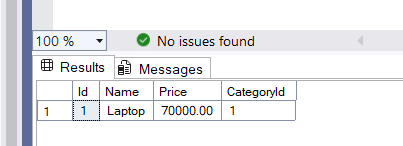 100 %
No issues found
Results Messages
Id Name Price CategoryId
1 1 Laptop 70000.00 1